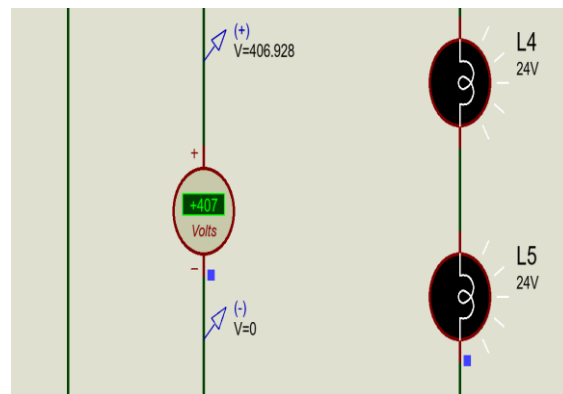 (+)
V=406.928
L4
24V
+
+407
Volts
−
(-)
V=0
L5
24V